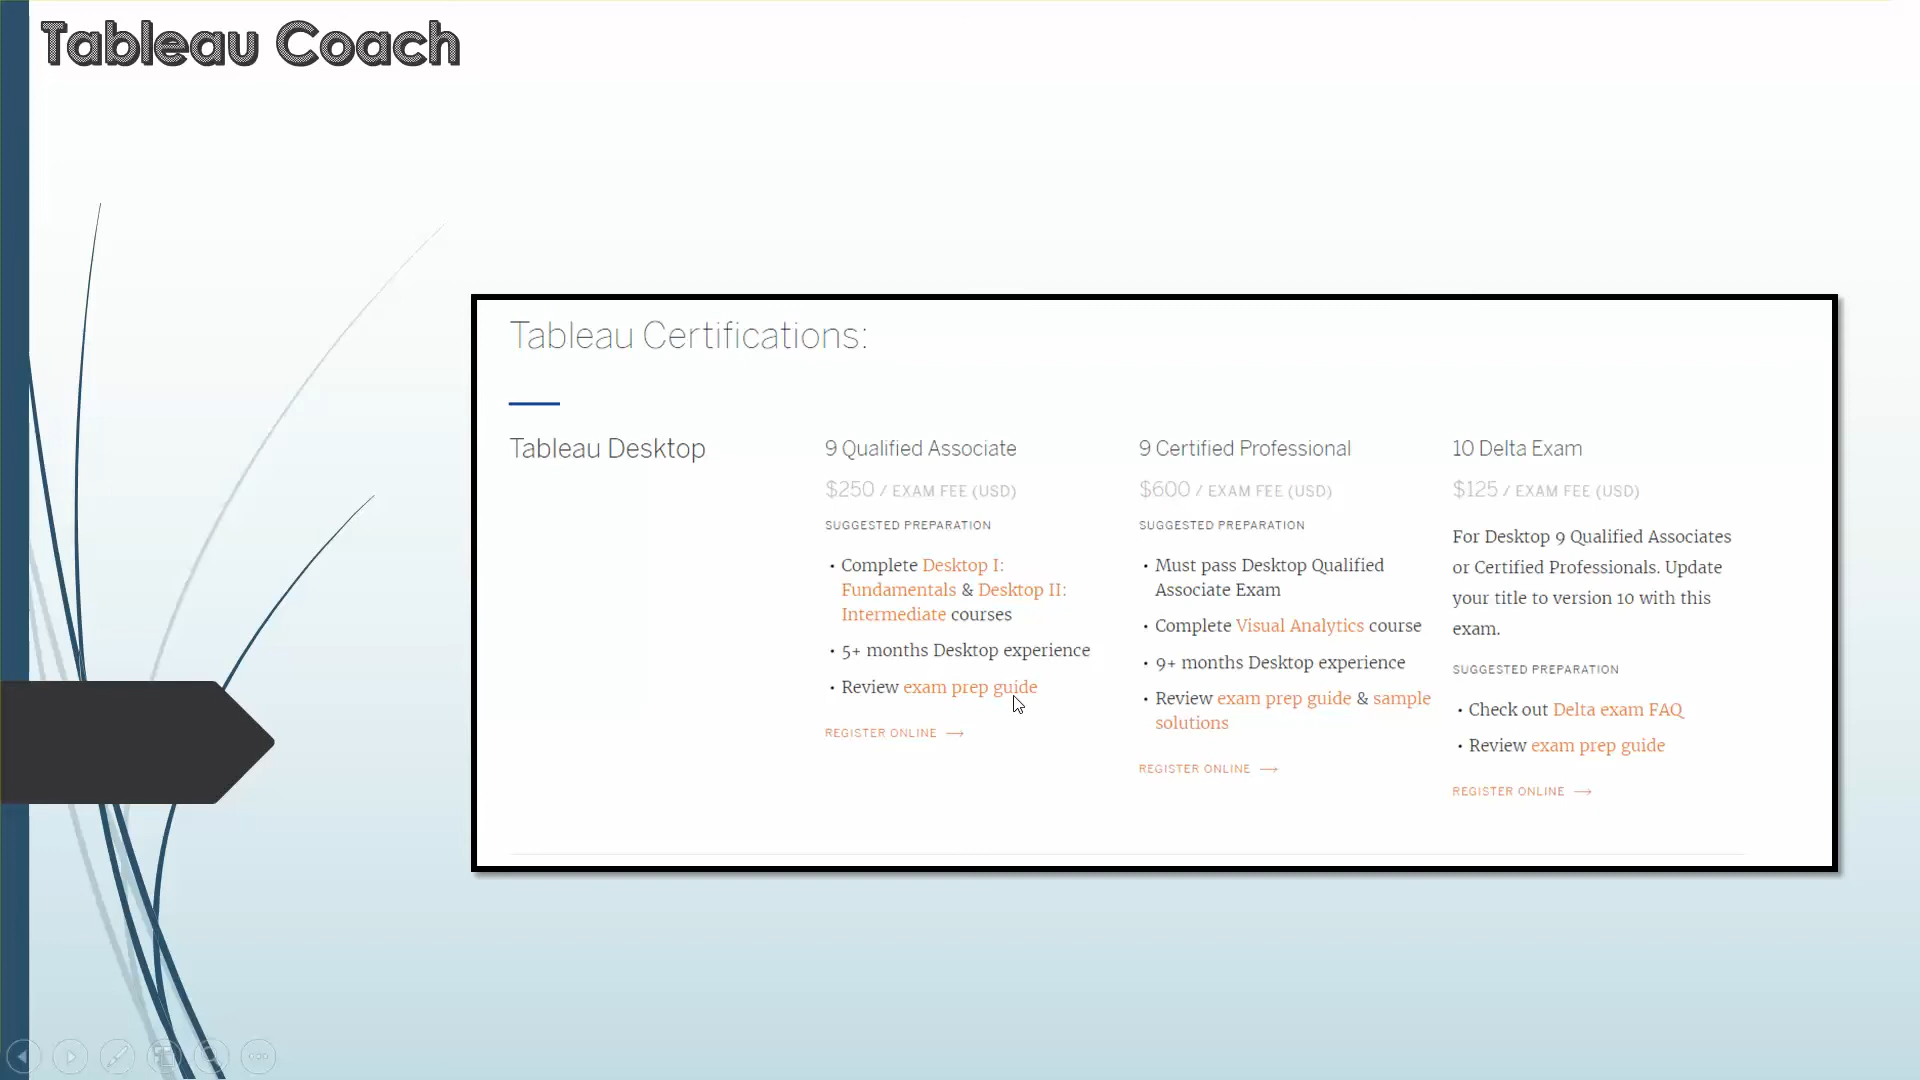 Tableau Coach
Tableau Certifications:
Tableau Desktop
9 Qualified Associate
$250 / EXAM FEE (USD)
SUGGESTED PREPARATION
• Complete Desktop I:
Fundamentals & Desktop II:
Intermediate courses
• 5+ months Desktop experience
• Review exam prep guide
REGISTER ONLINE →
9 Certified Professional
$600 / EXAM FEE (USD)
SUGGESTED PREPARATION
• Must pass Desktop Qualified
Associate Exam
• Complete Visual Analytics course
• 9+ months Desktop experience
• Review exam prep guide & sample
solutions
REGISTER ONLINE →
10 Delta Exam
$125 / EXAM FEE (USD)
For Desktop 9 Qualified Associates
or Certified Professionals. Update
your title to version 10 with this
exam.
SUGGESTED PREPARATION
• Check out Delta exam FAQ
• Review exam prep guide
REGISTER ONLINE →